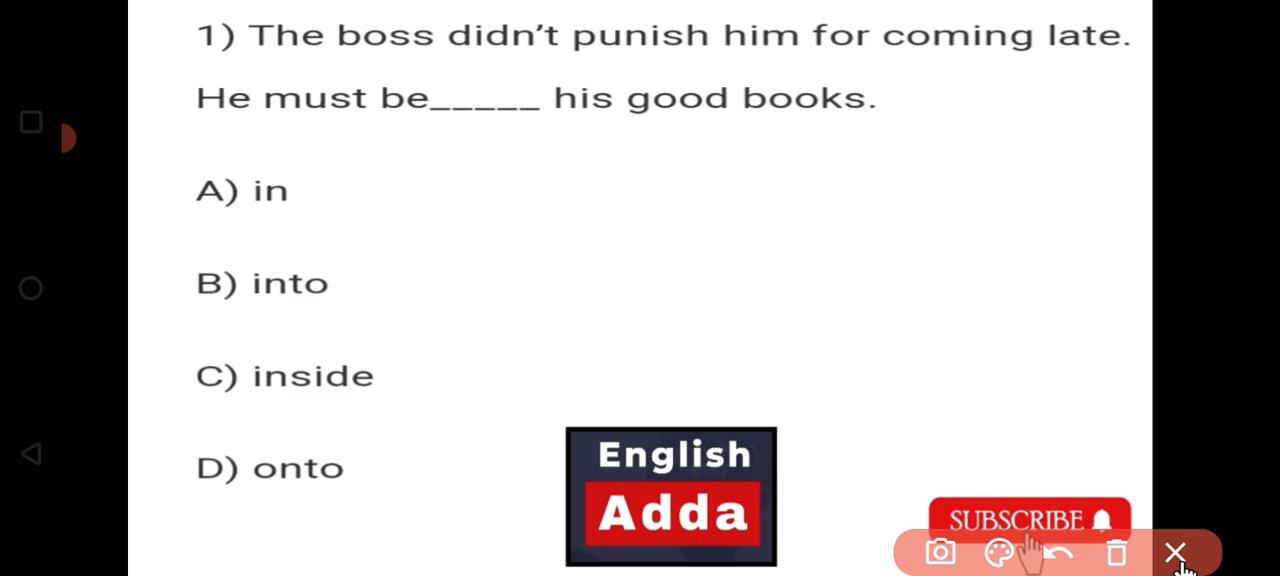 1) The boss didn’t punish him for coming late.
He must be_____ his good books.
A) in
B) into
C) inside
D) onto
English
Adda
SUBSCRIBE